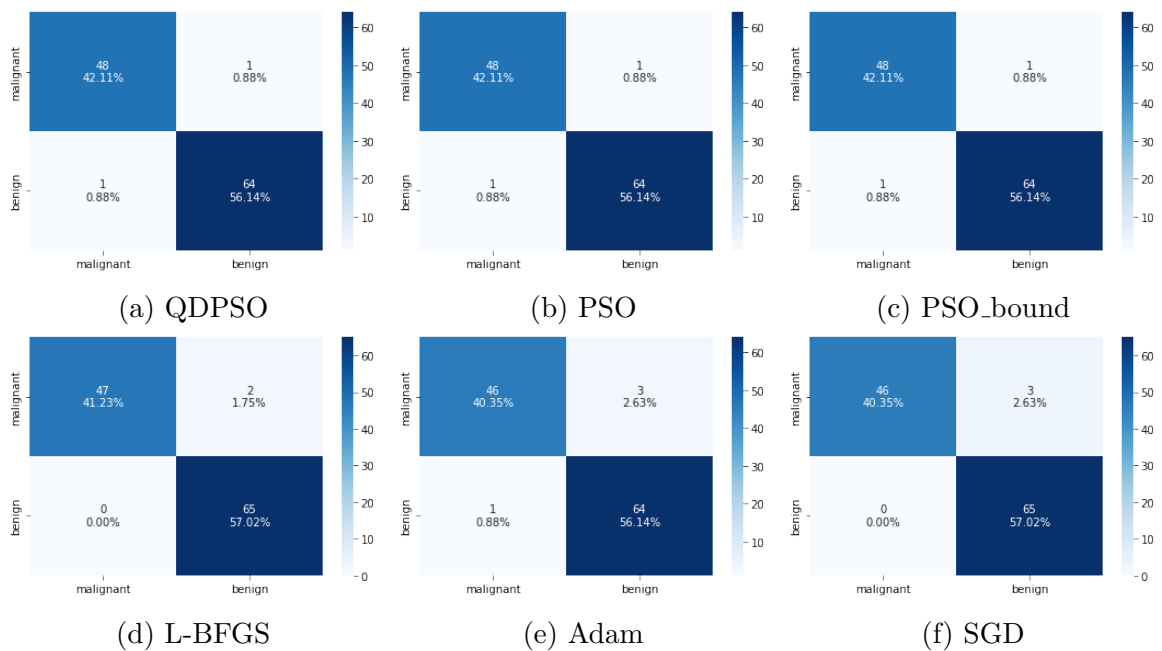 malignant
48
42.11%
1
0.88%
benign
1
0.88%
64
56.14%
malignant
benign
60
50
40
30
20
10
(a) QDPSO
malignant
48
42.11%
1
0.88%
benign
1
0.88%
64
56.14%
malignant
benign
60
50
40
30
20
10
(b) PSO
malignant
48
42.11%
1
0.88%
benign
1
0.88%
64
56.14%
malignant
benign
60
50
40
30
20
10
(c) PSO_bound
malignant
47
41.23%
2
1.75%
benign
0
0.00%
65
57.02%
malignant
benign
60
50
40
30
20
10
0
(d) L-BFGS
malignant
46
40.35%
3
2.63%
benign
1
0.88%
64
56.14%
malignant
benign
60
50
40
30
20
10
(e) Adam
malignant
46
40.35%
3
2.63%
benign
0
0.00%
65
57.02%
malignant
benign
60
50
40
30
20
10
0
(f) SGD